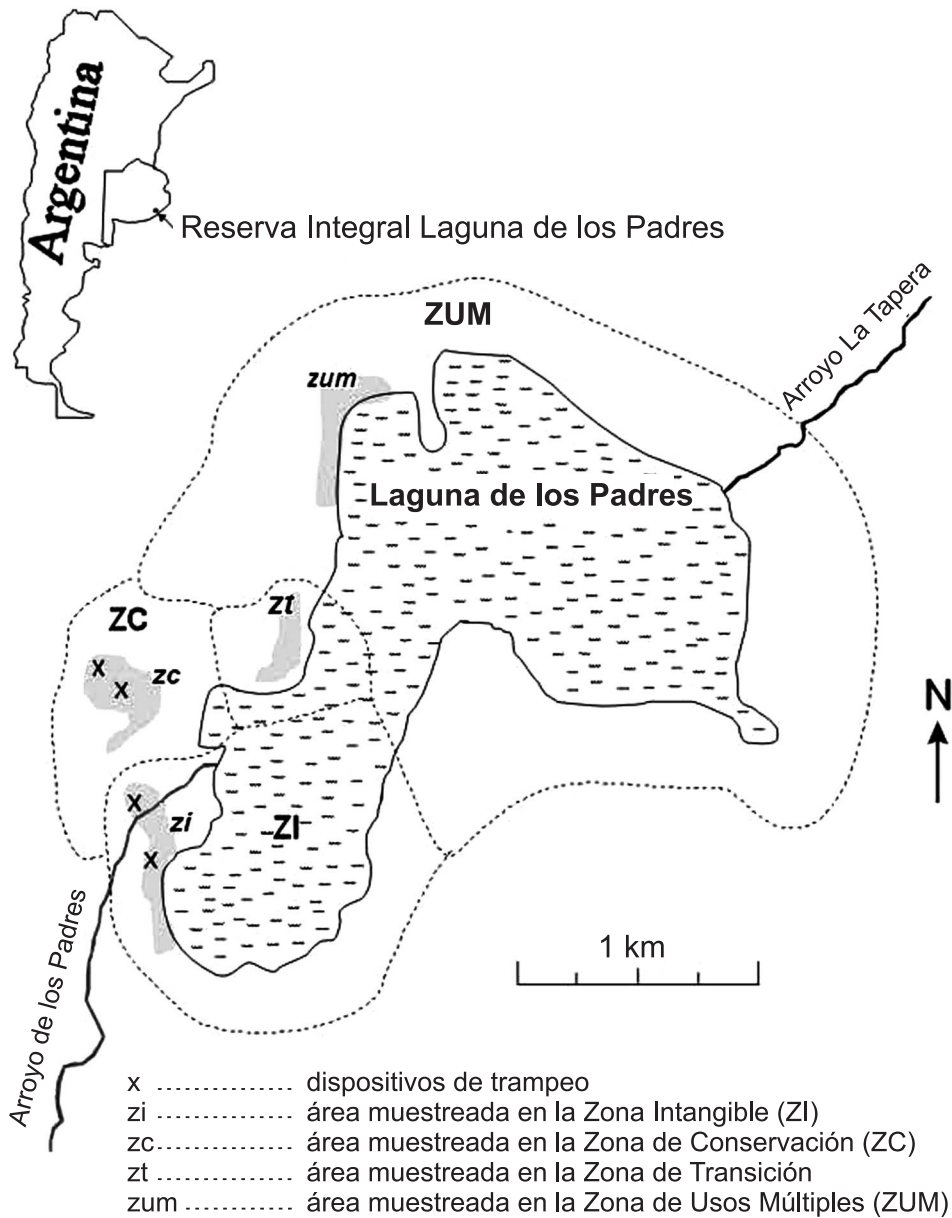 Argentina
Reserva Integral Laguna de los Padres
ZUM
Arroyo La Tapera
zum
Laguna de los Padres
ZC
zt
zc
N
zi
ZI
X
X
X
X
Arroyo de los Padres
1 km
x .............. dispositivos de trampeo
zi .............. área muestreada en la Zona Intangible (ZI)
zc.............. área muestreada en la Zona de Conservación (ZC)
zt .............. área muestreada en la Zona de Transición
zum ........... área muestreada en la Zona de Usos Múltiples (ZUM)